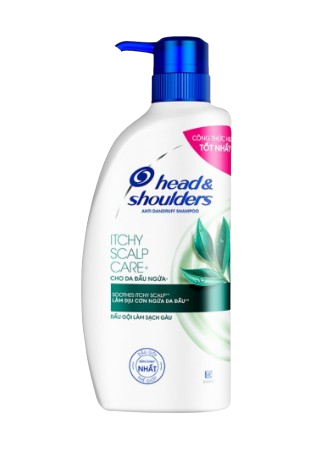 CÔNG THỨC
TỐT NHẤT
head &
shoulders
ANTI DANDRUFF SHAMPOO
ITCHY
SCALP
CARE
CHO DA ĐẦU NGỨA
SOOTHES ITCHY SCALP
LÀM DỊU CƠN NGỨA DA ĐẦU
DẦU GỘI LÀM SẠCH GÀU
NHẤT